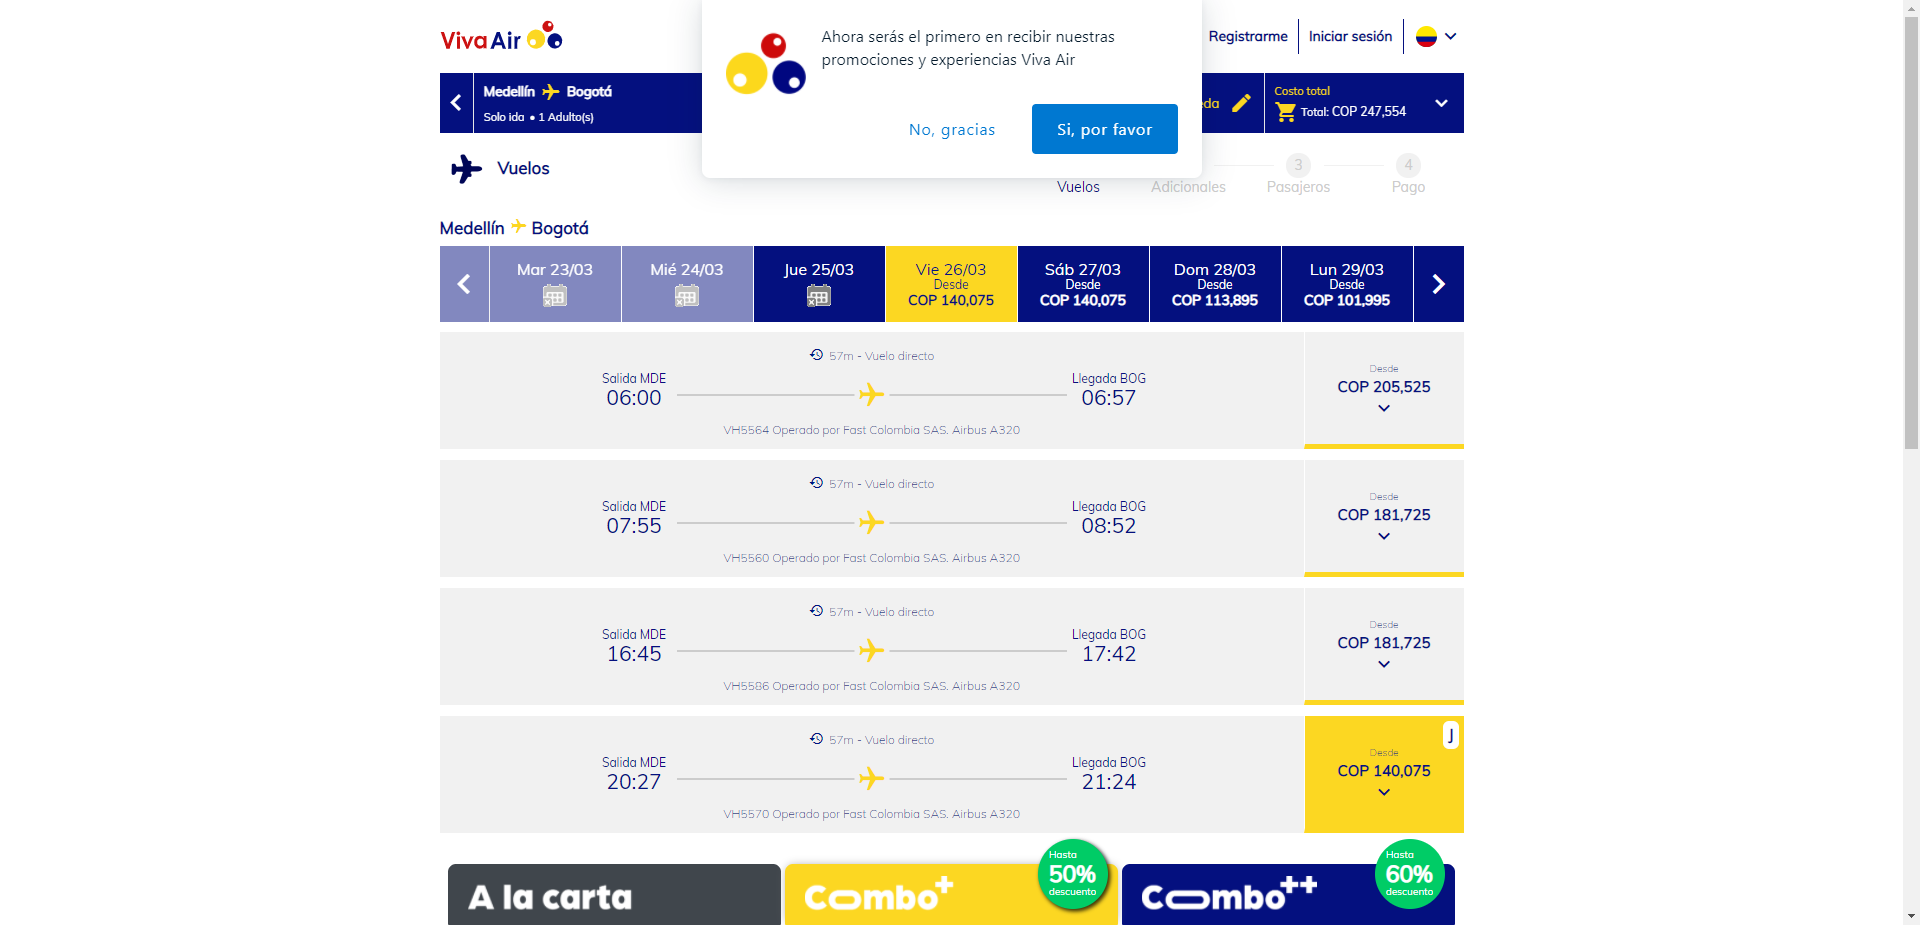 Viva Air
Ahora serás el primero en recibir nuestras
promociones y experiencias Viva Air
No, gracias
Si, por favor
Registrarme
Iniciar sesión
Medellín Bogotá
Solo ida • 1 Adulto(s)
Costo total
Total: COP 247,554
Vuelos
3
4
Vuelos
Adicionales
Pasajeros
Pago
Medellín Bogotá
Mar 23/03
Mié 24/03
Jue 25/03
Vie 26/03
Desde
COP 140,075
Sáb 27/03
Desde
COP 140,075
Dom 28/03
Desde
COP 113,895
Lun 29/03
Desde
COP 101,995
57m - Vuelo directo
Salida MDE
06:00
Llegada BOG
06:57
VH5564 Operado por Fast Colombia SAS. Airbus A320
Desde
COP 205,525
57m - Vuelo directo
Salida MDE
07:55
Llegada BOG
08:52
VH5560 Operado por Fast Colombia SAS. Airbus A320
Desde
COP 181,725
57m - Vuelo directo
Salida MDE
16:45
Llegada BOG
17:42
VH5586 Operado por Fast Colombia SAS. Airbus A320
Desde
COP 181,725
57m - Vuelo directo
Salida MDE
20:27
Llegada BOG
21:24
VH5570 Operado por Fast Colombia SAS. Airbus A320
J
Desde
COP 140,075
A la carta
Combo+
Hasta
50%
descuento
Combo++
Hasta
60%
descuento